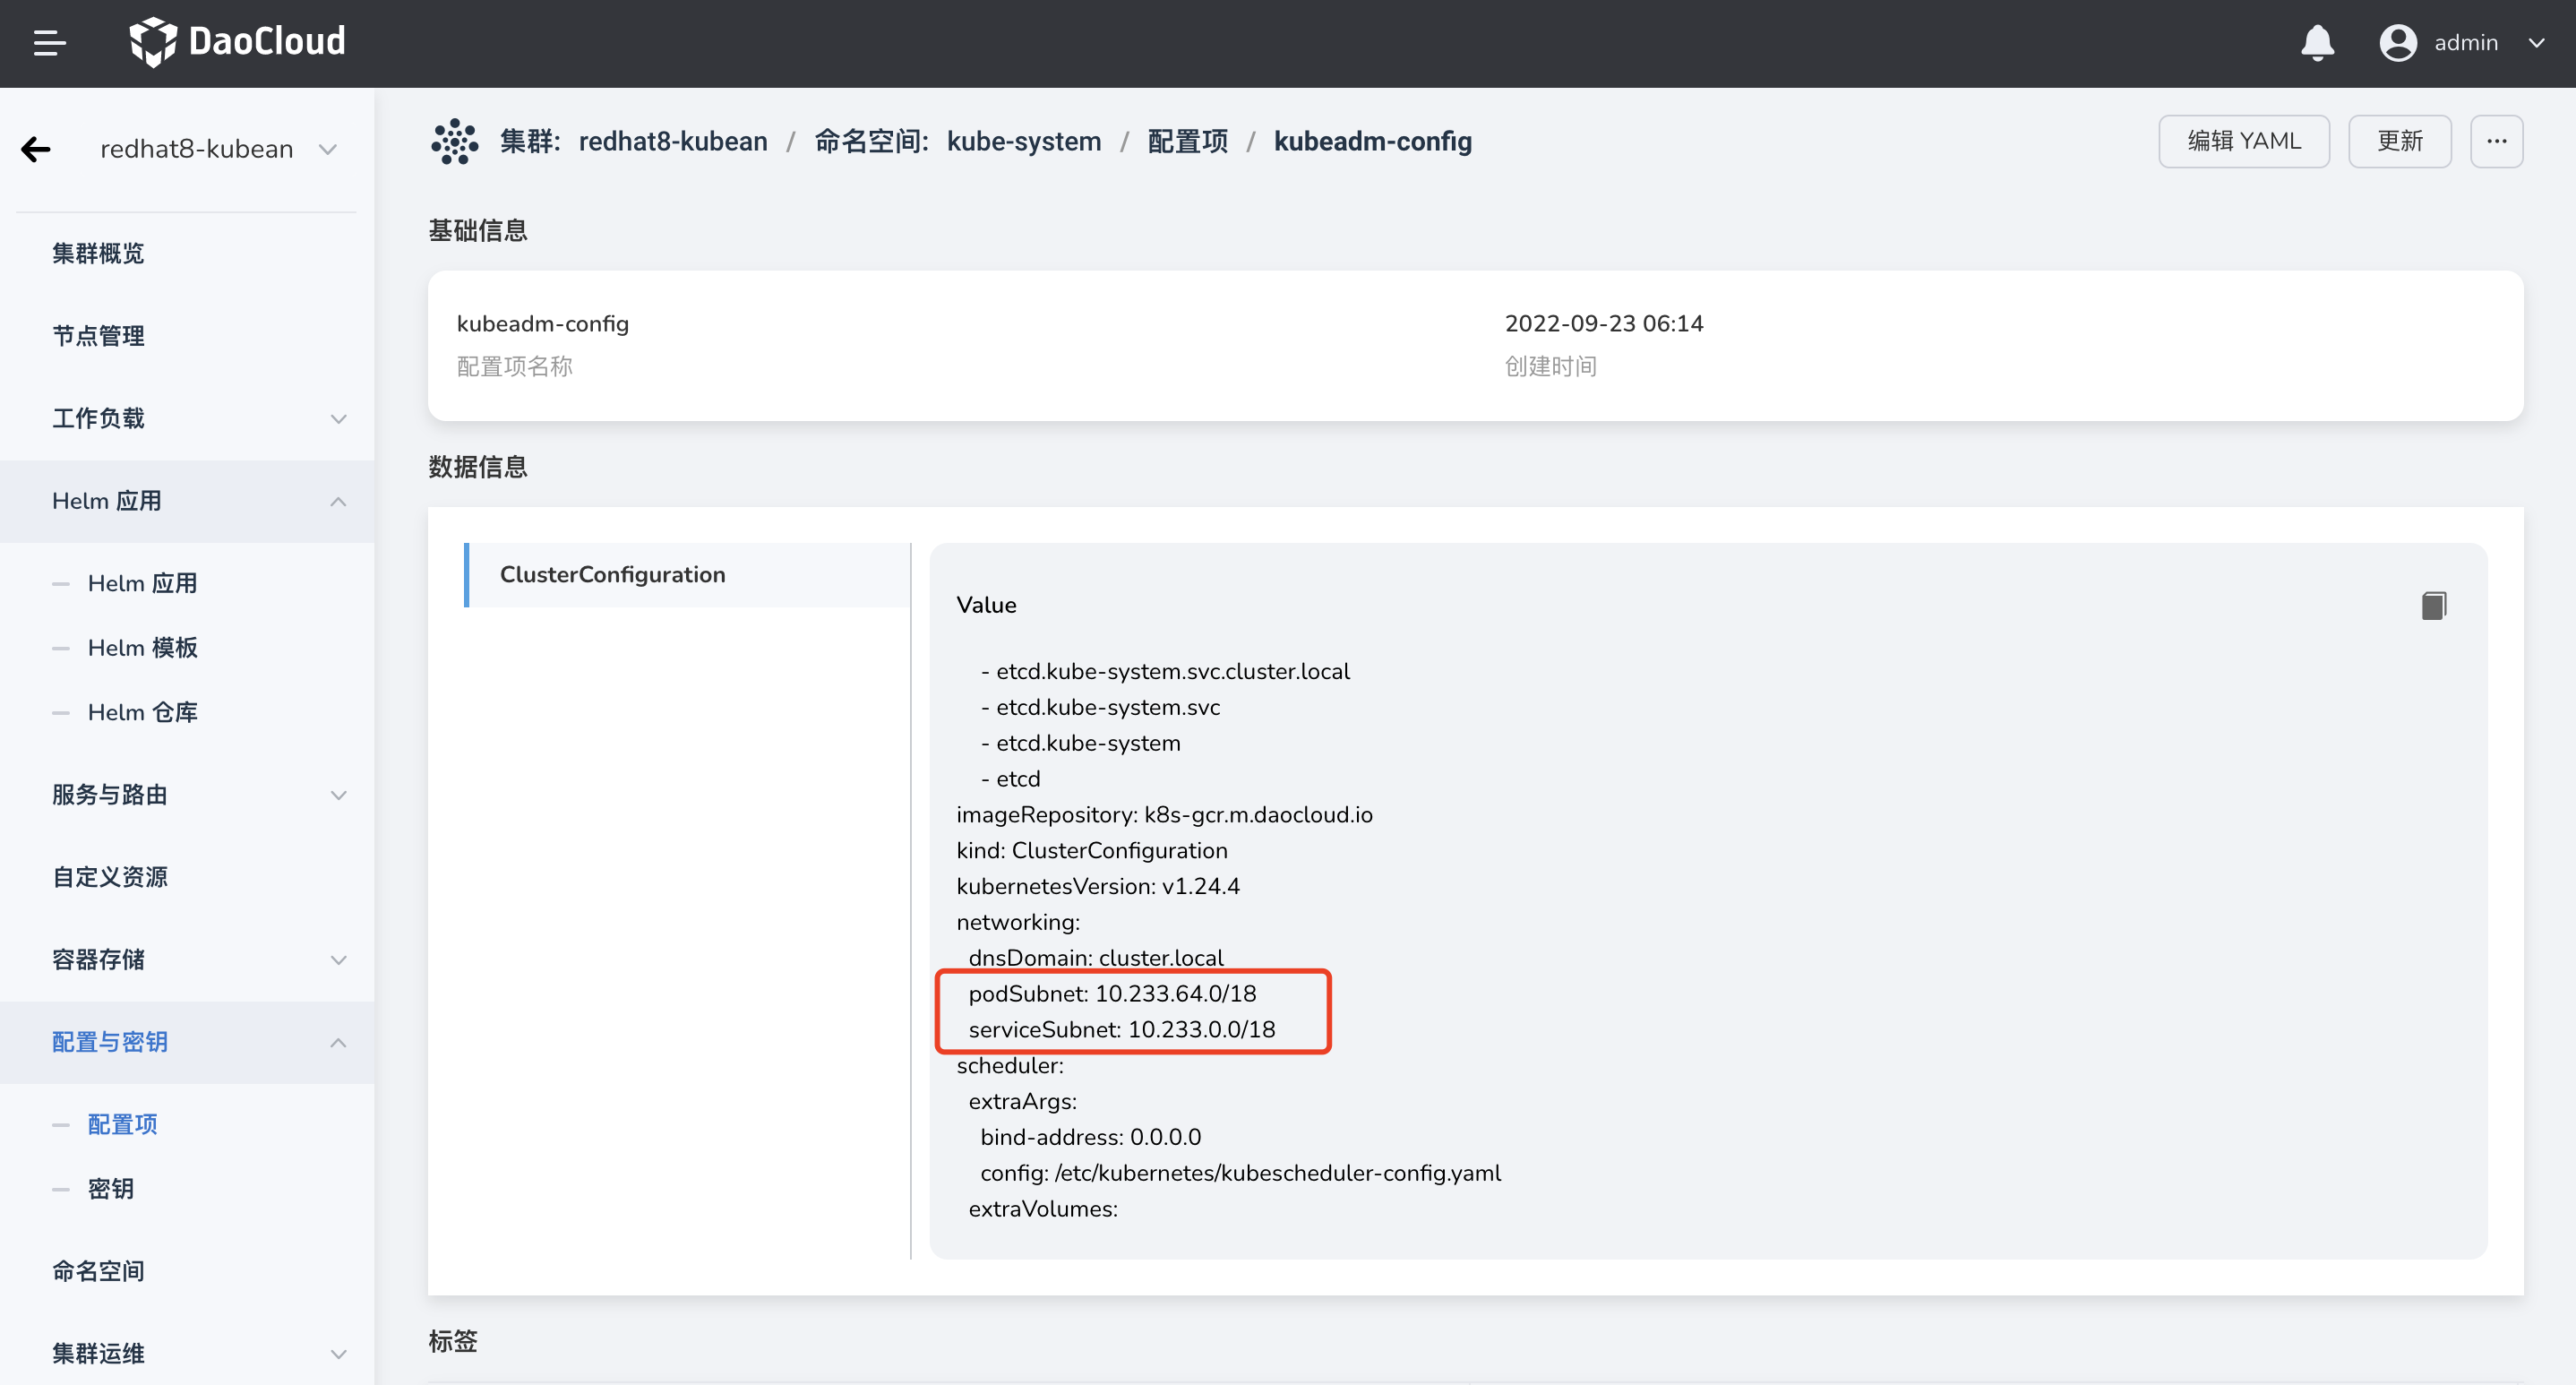 DaoCloud
admin
redhat8-kubean
集群概览
节点管理
工作负载
Helm 应用
Helm 应用
Helm 模板
Helm 仓库
服务与路由
自定义资源
容器存储
配置与密钥
配置项
密钥
命名空间
集群运维
集群: redhat8-kubean / 命名空间: kube-system / 配置项 / kubeadm-config
编辑 YAML
更新
...
基础信息
kubeadm-config
配置项名称
2022-09-23 06:14
创建时间
数据信息
ClusterConfiguration
Value
- etcd.kube-system.svc.cluster.local
- etcd.kube-system.svc
- etcd.kube-system
- etcd
imageRepository: k8s-gcr.m.daocloud.io
kind: ClusterConfiguration
kubernetesVersion: v1.24.4
networking:
dnsDomain: cluster.local
podSubnet: 10.233.64.0/18
serviceSubnet: 10.233.0.0/18
scheduler:
extraArgs:
bind-address: 0.0.0.0
config: /etc/kubernetes/kubescheduler-config.yaml
extraVolumes:
标签